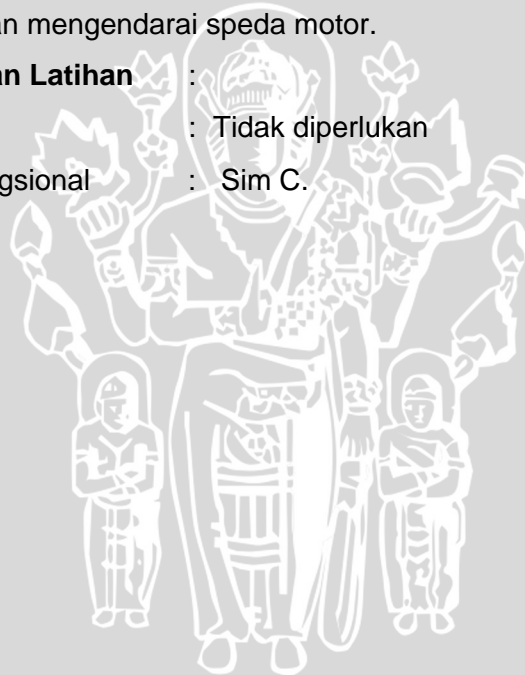 an mengendarai speda motor.
an Latihan :
: Tidak diperlukan
gsional : Sim C.